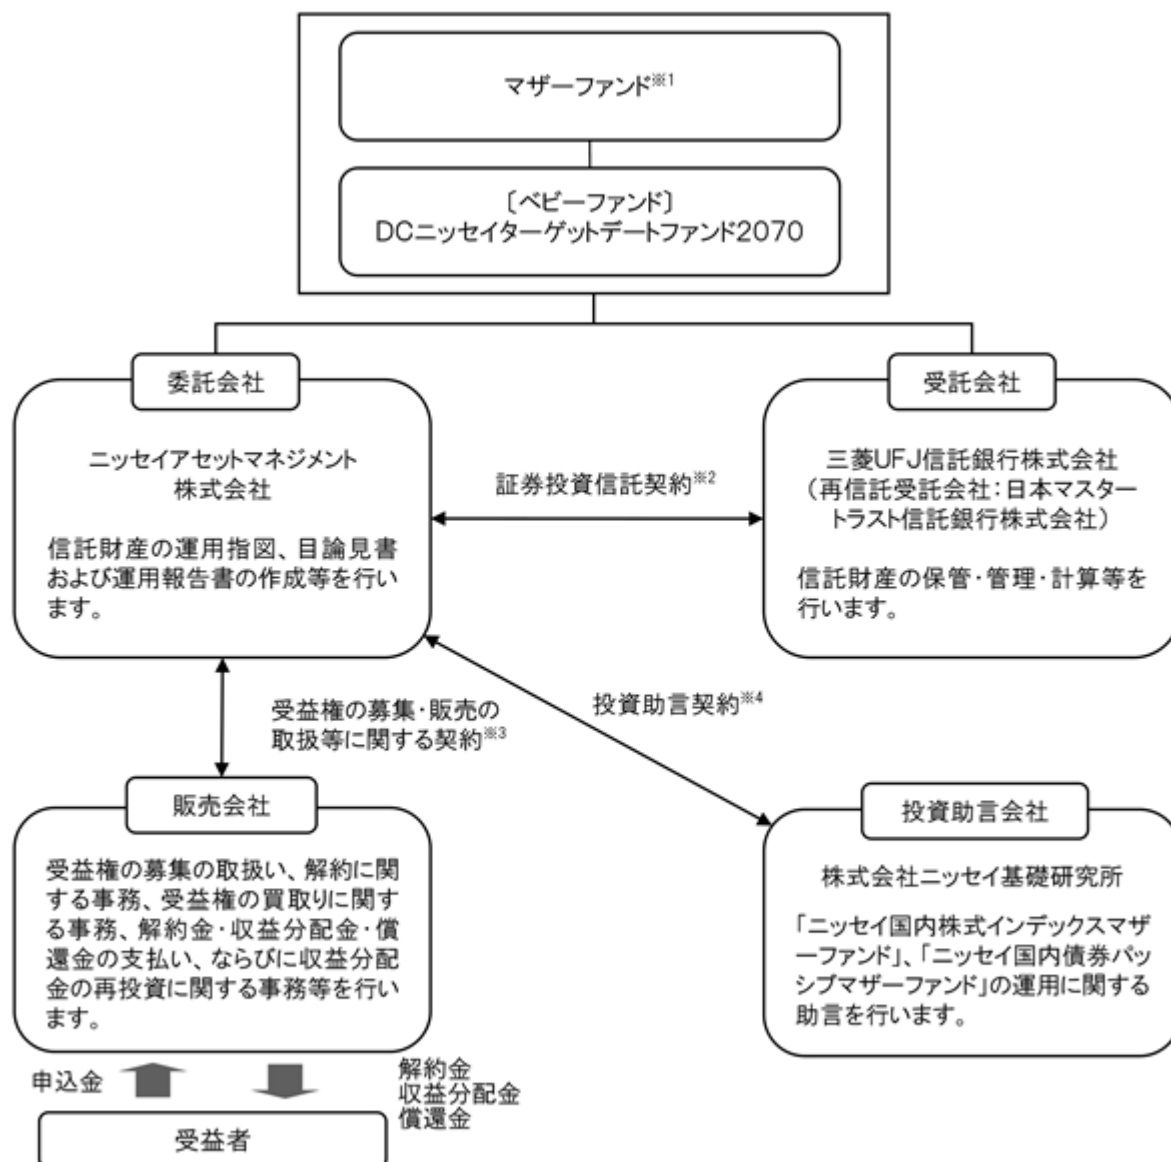 マザーファンド※1
〔ベビーファンド〕
DCニッセイターゲットデートファンド2070
委託会社
ニッセイアセットマネジメント
株式会社
信託財産の運用指図、目論見書
および運用報告書の作成等を行い
ます。
証券投資信託契約※2
受託会社
三菱UFJ信託銀行株式会社
（再信託受託会社：日本マスター
トラスト信託銀行株式会社）
信託財産の保管・管理・計算等を
行います。
受益権の募集・販売の
取扱等に関する契約※3
投資助言契約※4
販売会社
受益権の募集の取扱い、解約に関
する事務、受益権の買取りに関す
る事務、解約金・収益分配金・償
還金の支払い、ならびに収益分配
金の再投資に関する事務等を行い
ます。
投資助言会社
株式会社ニッセイ基礎研究所
「ニッセイ国内株式インデックスマザ
ーファンド」、「ニッセイ国内債券パッ
シブマザーファンド」の運用に関する
助言を行います。
申込金
解約金
収益分配金
償還金
受益者